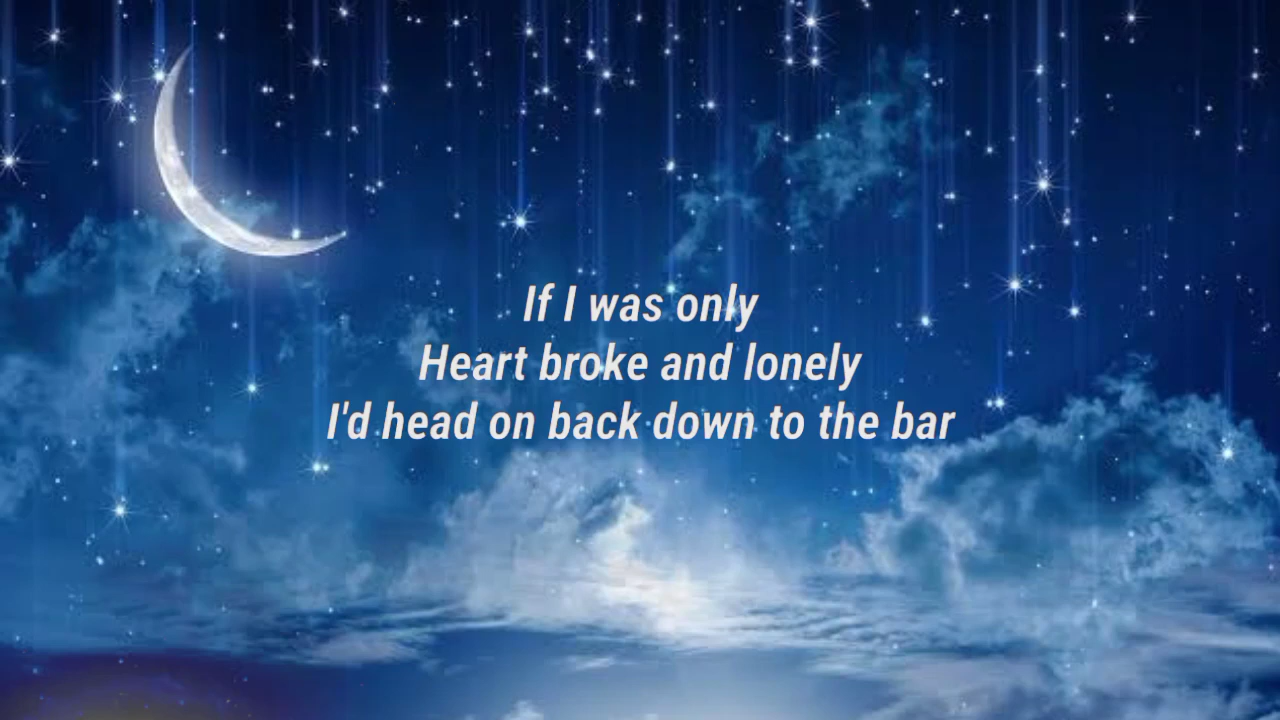 If I was only
Heart broke and lonely
I'd head on back down to the bar